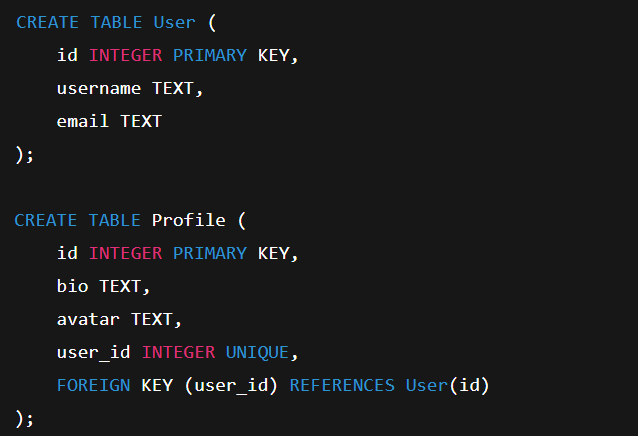 CREATE TABLE User (
    id INTEGER PRIMARY KEY,
    username TEXT,
    email TEXT
);

CREATE TABLE Profile (
    id INTEGER PRIMARY KEY,
    bio TEXT,
    avatar TEXT,
    user_id INTEGER UNIQUE,
    FOREIGN KEY (user_id) REFERENCES User(id)
);